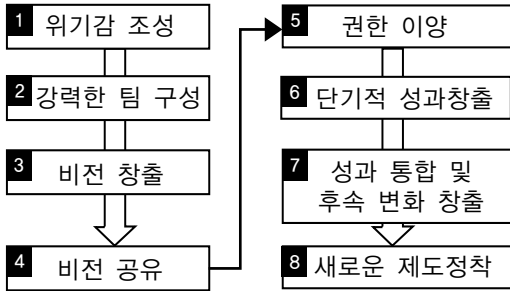 1 위기감 조성
2 강력한 팀 구성
3 비전 창출
4 비전 공유
5 권한 이양
6 단기적 성과창출
7 성과 통합 및
후속 변화 창출
8 새로운 제도정착